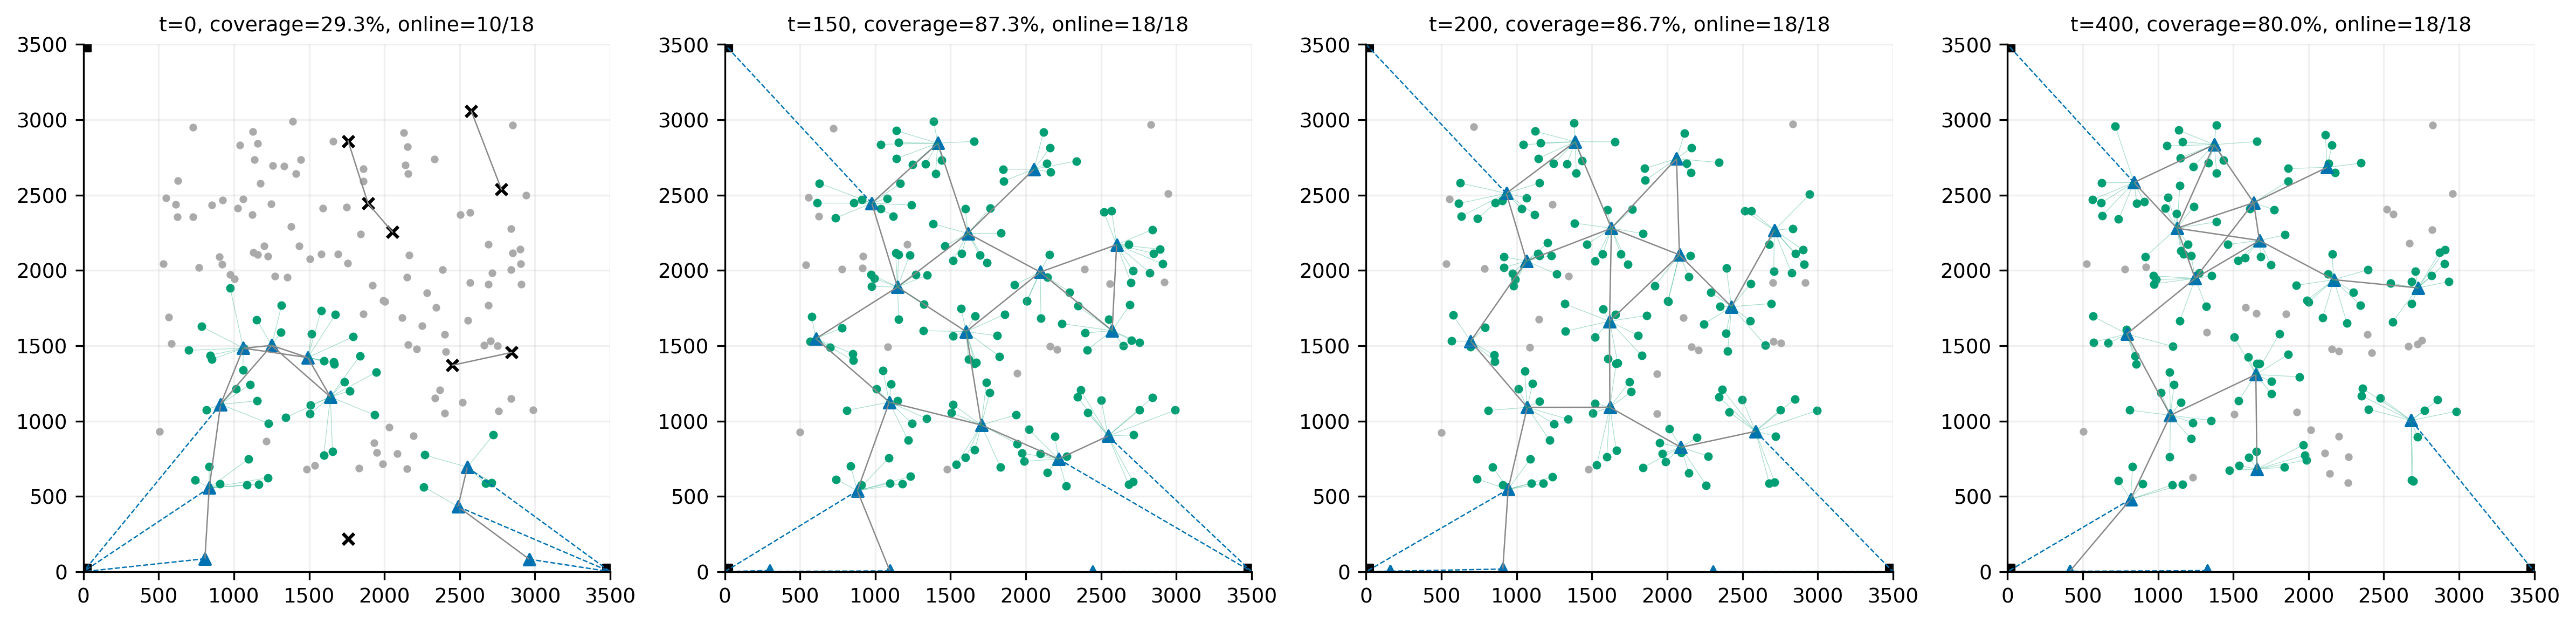 t=0, coverage=29.3%, online=10/18
t=150, coverage=87.3%, online=18/18
t=200, coverage=86.7%, online=18/18
t=400, coverage=80.0%, online=18/18
3500 3500 3500 3500
3000 3000 3000 3000
2500 2500 2500 2500
2000 2000 2000 2000
1500 1500 1500 1500
1000 1000 1000 1000
500 500 500 500
0 0 0 0
0 500 1000 1500 2000 2500 3000 3500
0 500 1000 1500 2000 2500 3000 3500
0 500 1000 1500 2000 2500 3000 3500
0 500 1000 1500 2000 2500 3000 3500